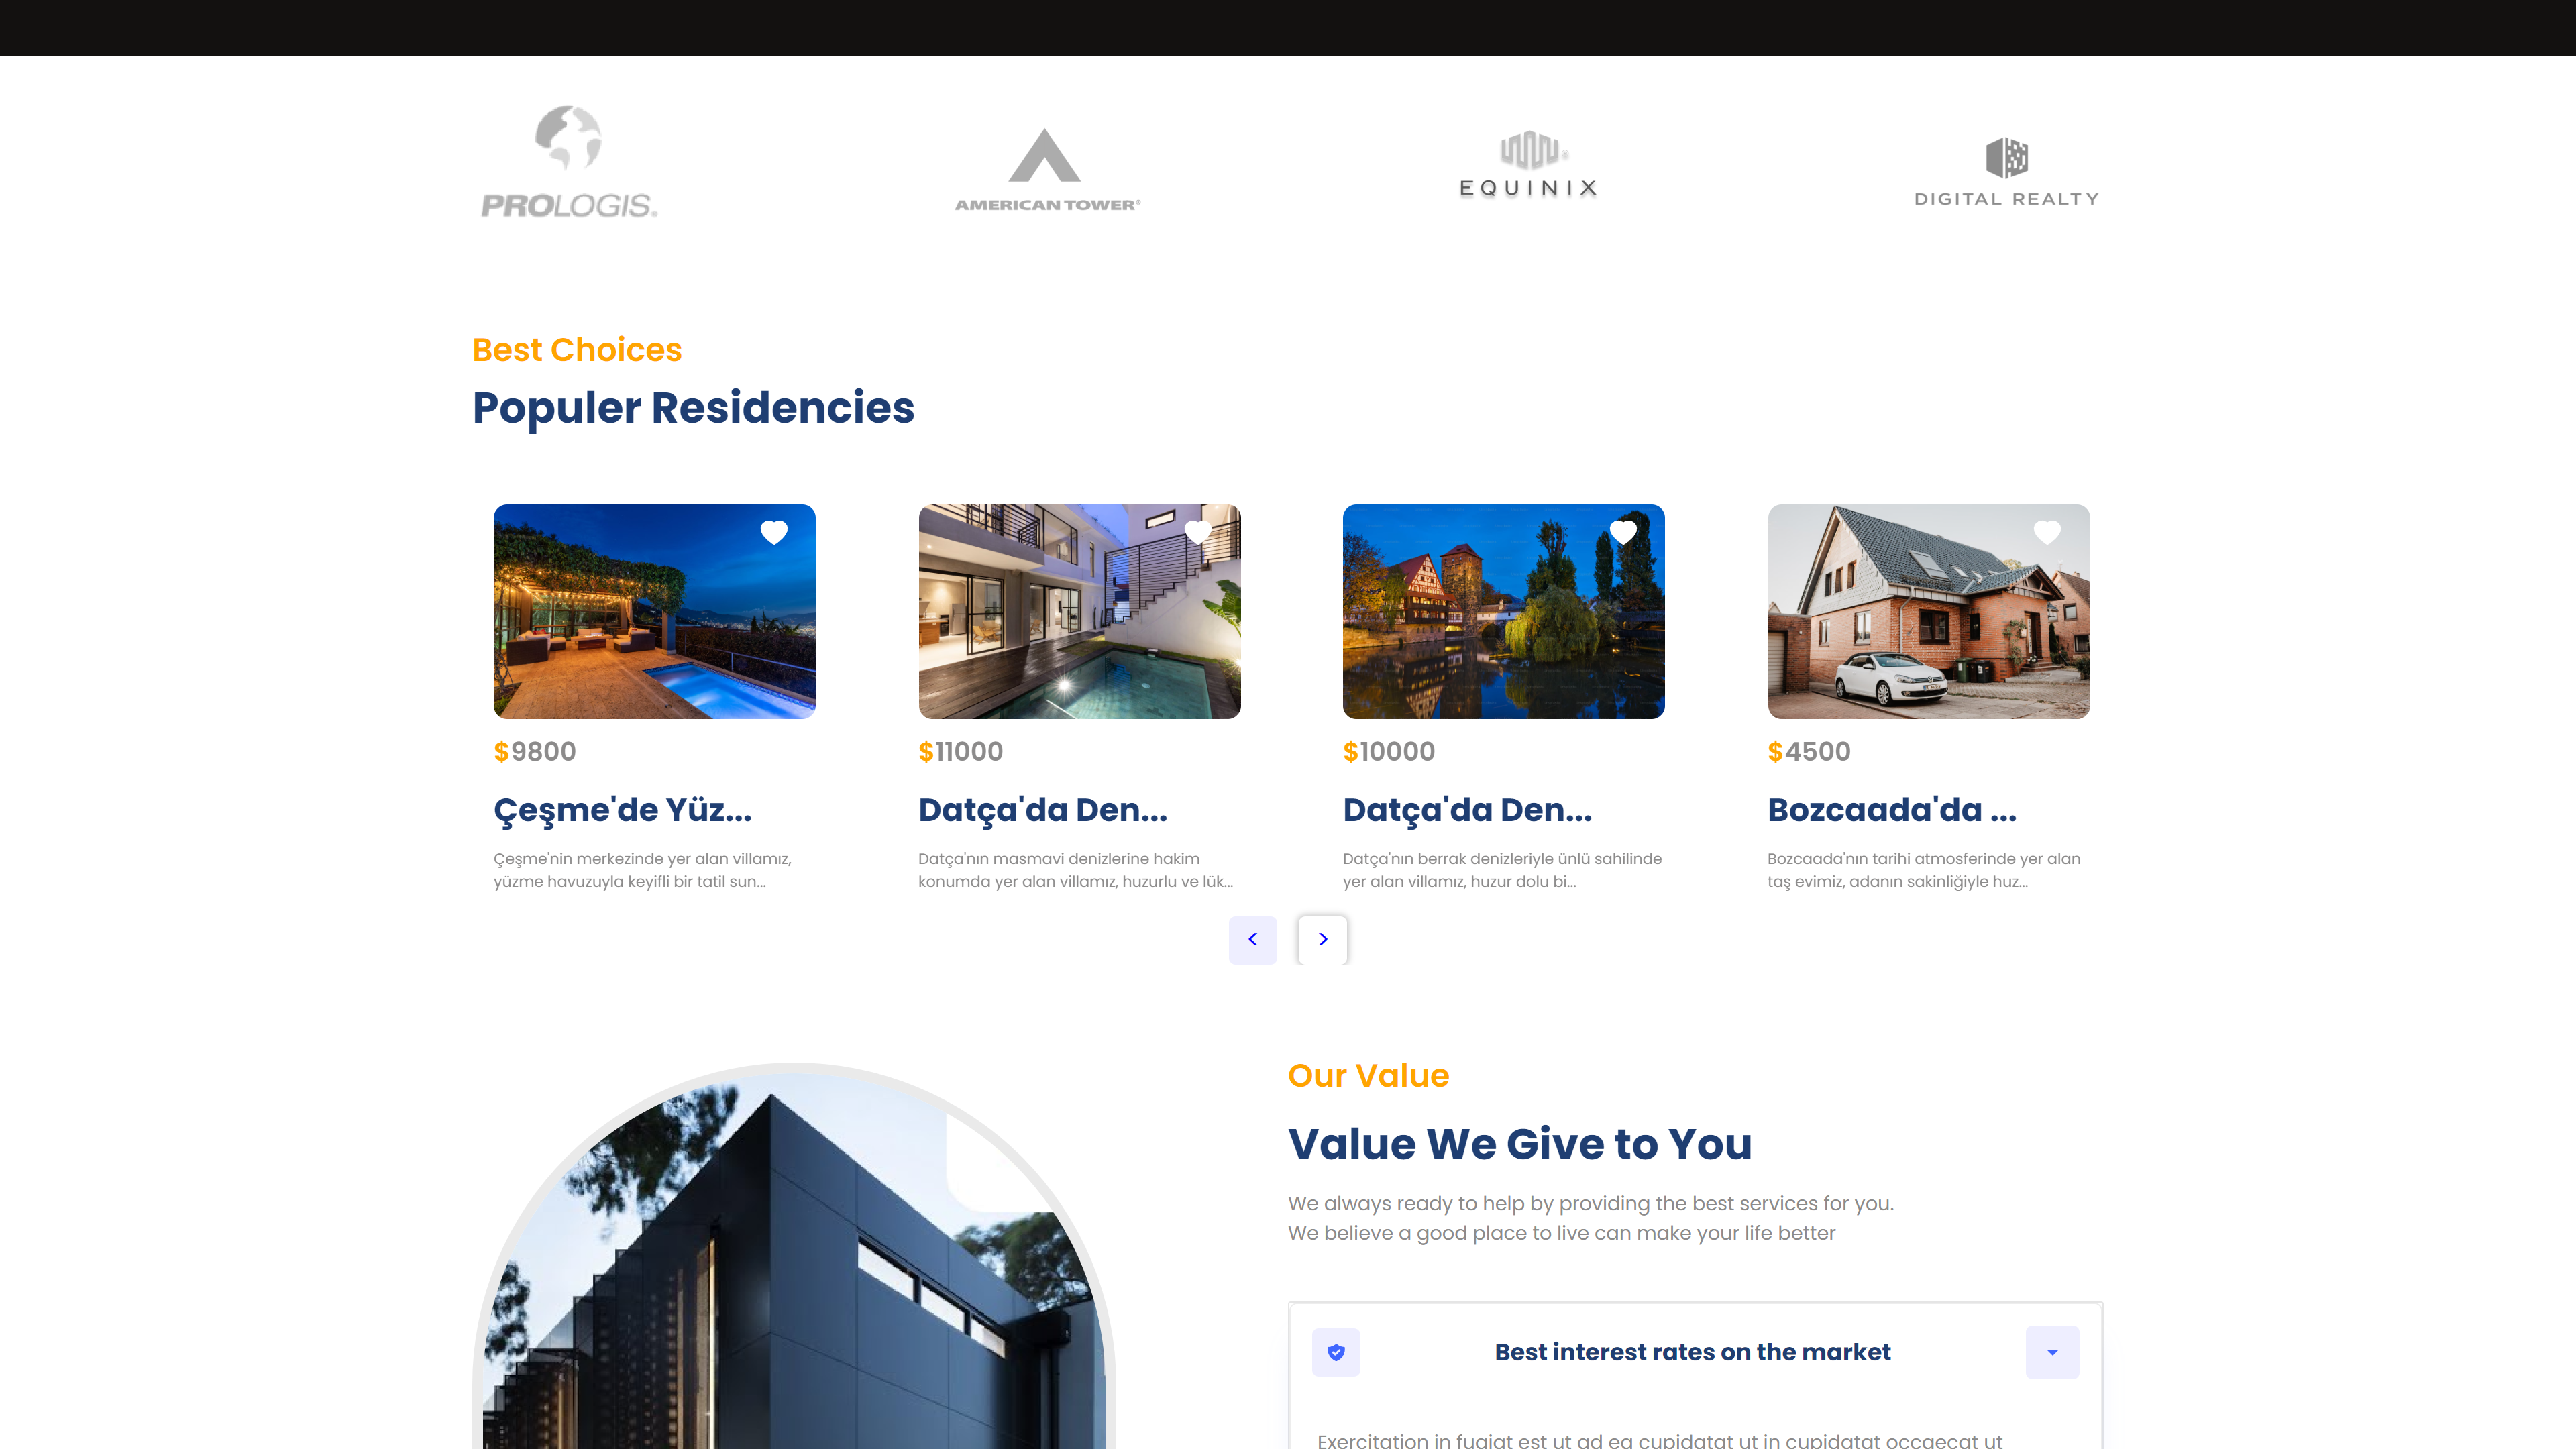 PROLOGIS®
AMERICAN TOWER®
EQUINIX
DIGITAL REALTY
Best Choices
Populer Residencies
$9800
Çeşme'de Yüz...
Çeşme'nin merkezinde yer alan villamız,
yüzme havuzuyla keyifli bir tatil sun...
$11000
Datça'da Den...
Datça'nın masmavi denizlerine hakim
konumda yer alan villamız, huzurlu ve lük...
$10000
Datça'da Den...
Datça'nın berrak denizleriyle ünlü sahilinde
yer alan villamız, huzur dolu bi...
$4500
Bozcaada'da ...
Bozcaada'nın tarihi atmosferinde yer alan
taş evimiz, adanın sakinliğiyle huz...
< >
Our Value
Value We Give to You
We always ready to help by providing the best services for you.
We believe a good place to live can make your life better
Best interest rates on the market
Exercitation in fugiat est ut ad ea cupidatat ut in cupidatat occaecat ut